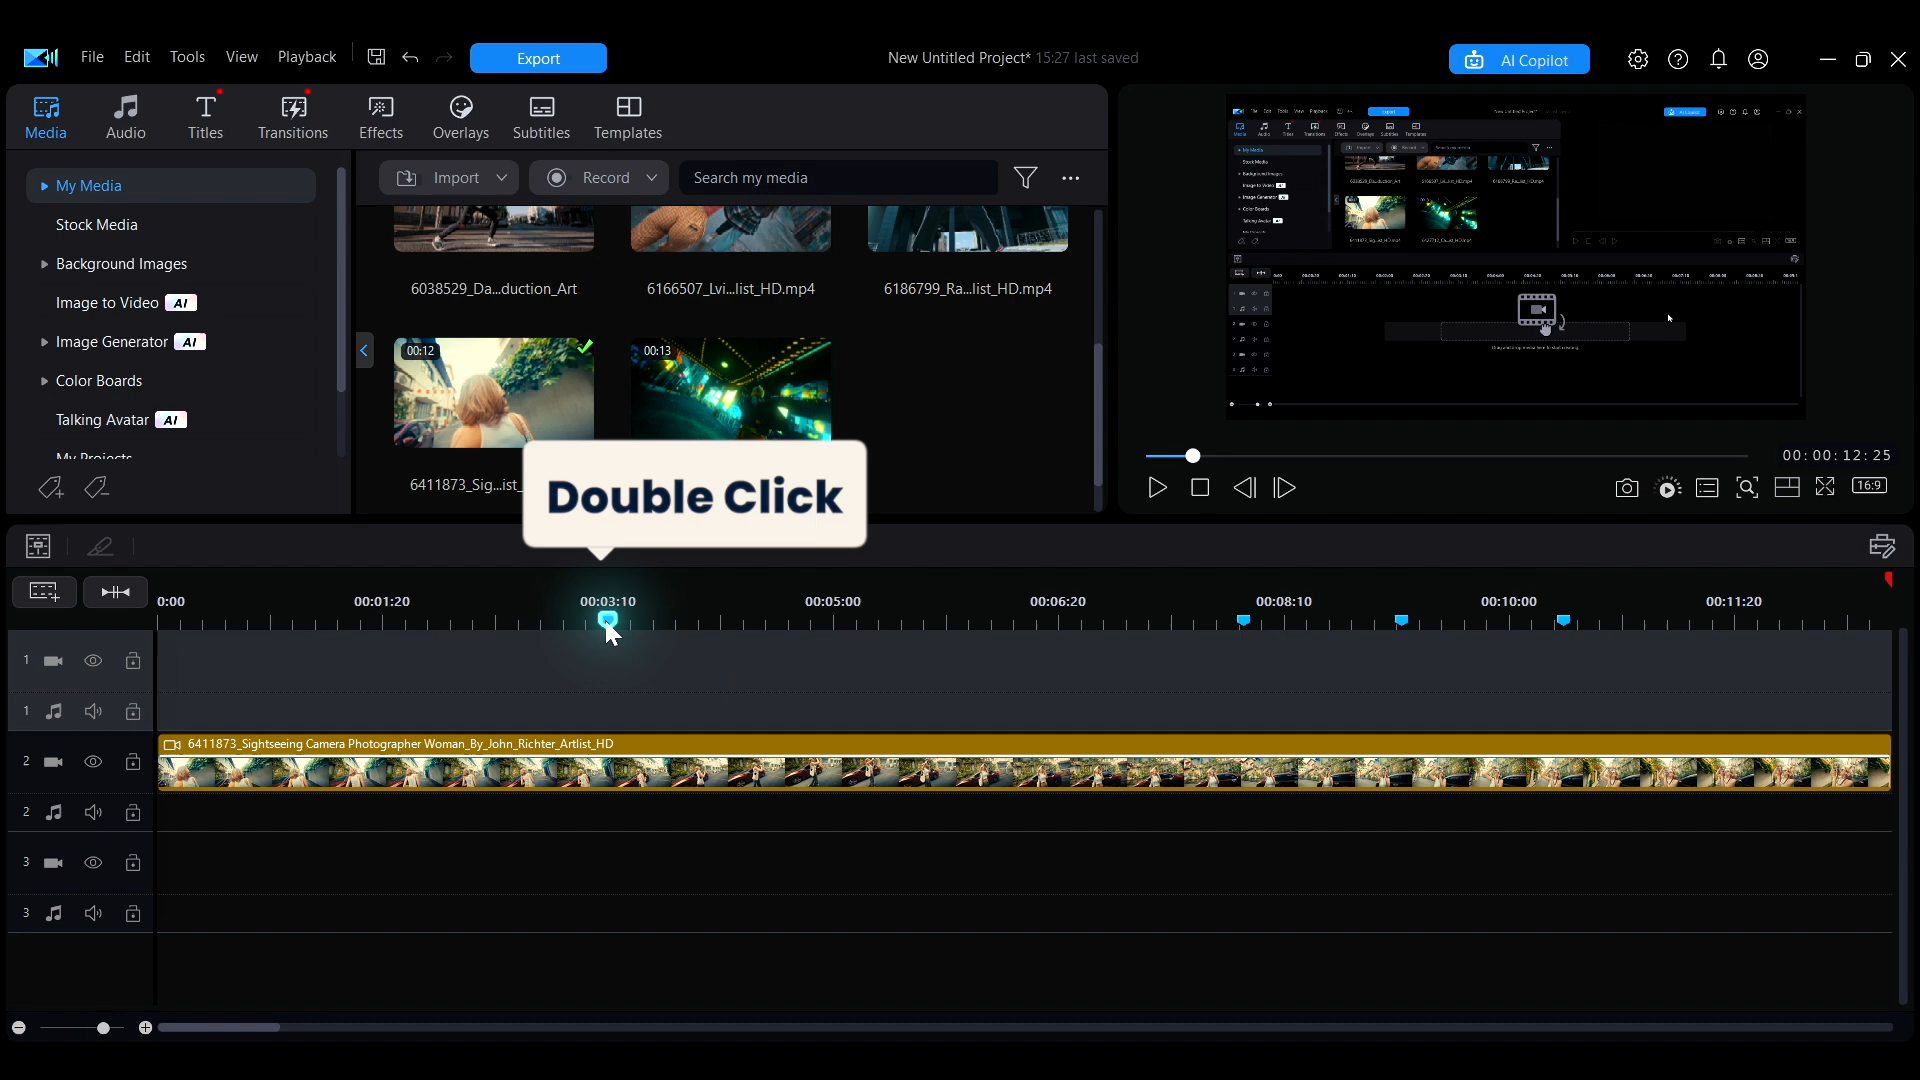 File Edit Tools View Playback Export New Untitled Project* 15:27 last saved AI Copilot
Media Audio Titles Transitions Effects Overlays Subtitles Templates
My Media
Stock Media
Background Images
Image to Video AI
Image Generator AI
Color Boards
Talking Avatar AI
My Projects
Import Record Search my media
6038529_Da...duction_Art 6166507_Lvi...list_HD.mp4 6186799_Ra...list_HD.mp4
00:12 00:13
6411873_Sig...ist_
Double Click
00:00:12:25
16:9
0:00 00:01:20 00:03:10 00:05:00 00:06:20 00:08:10 00:10:00 00:11:20
1
1
2 6411873_Sightseeing Camera Photographer Woman_By_John_Richter_Artlist_HD
2
3
3